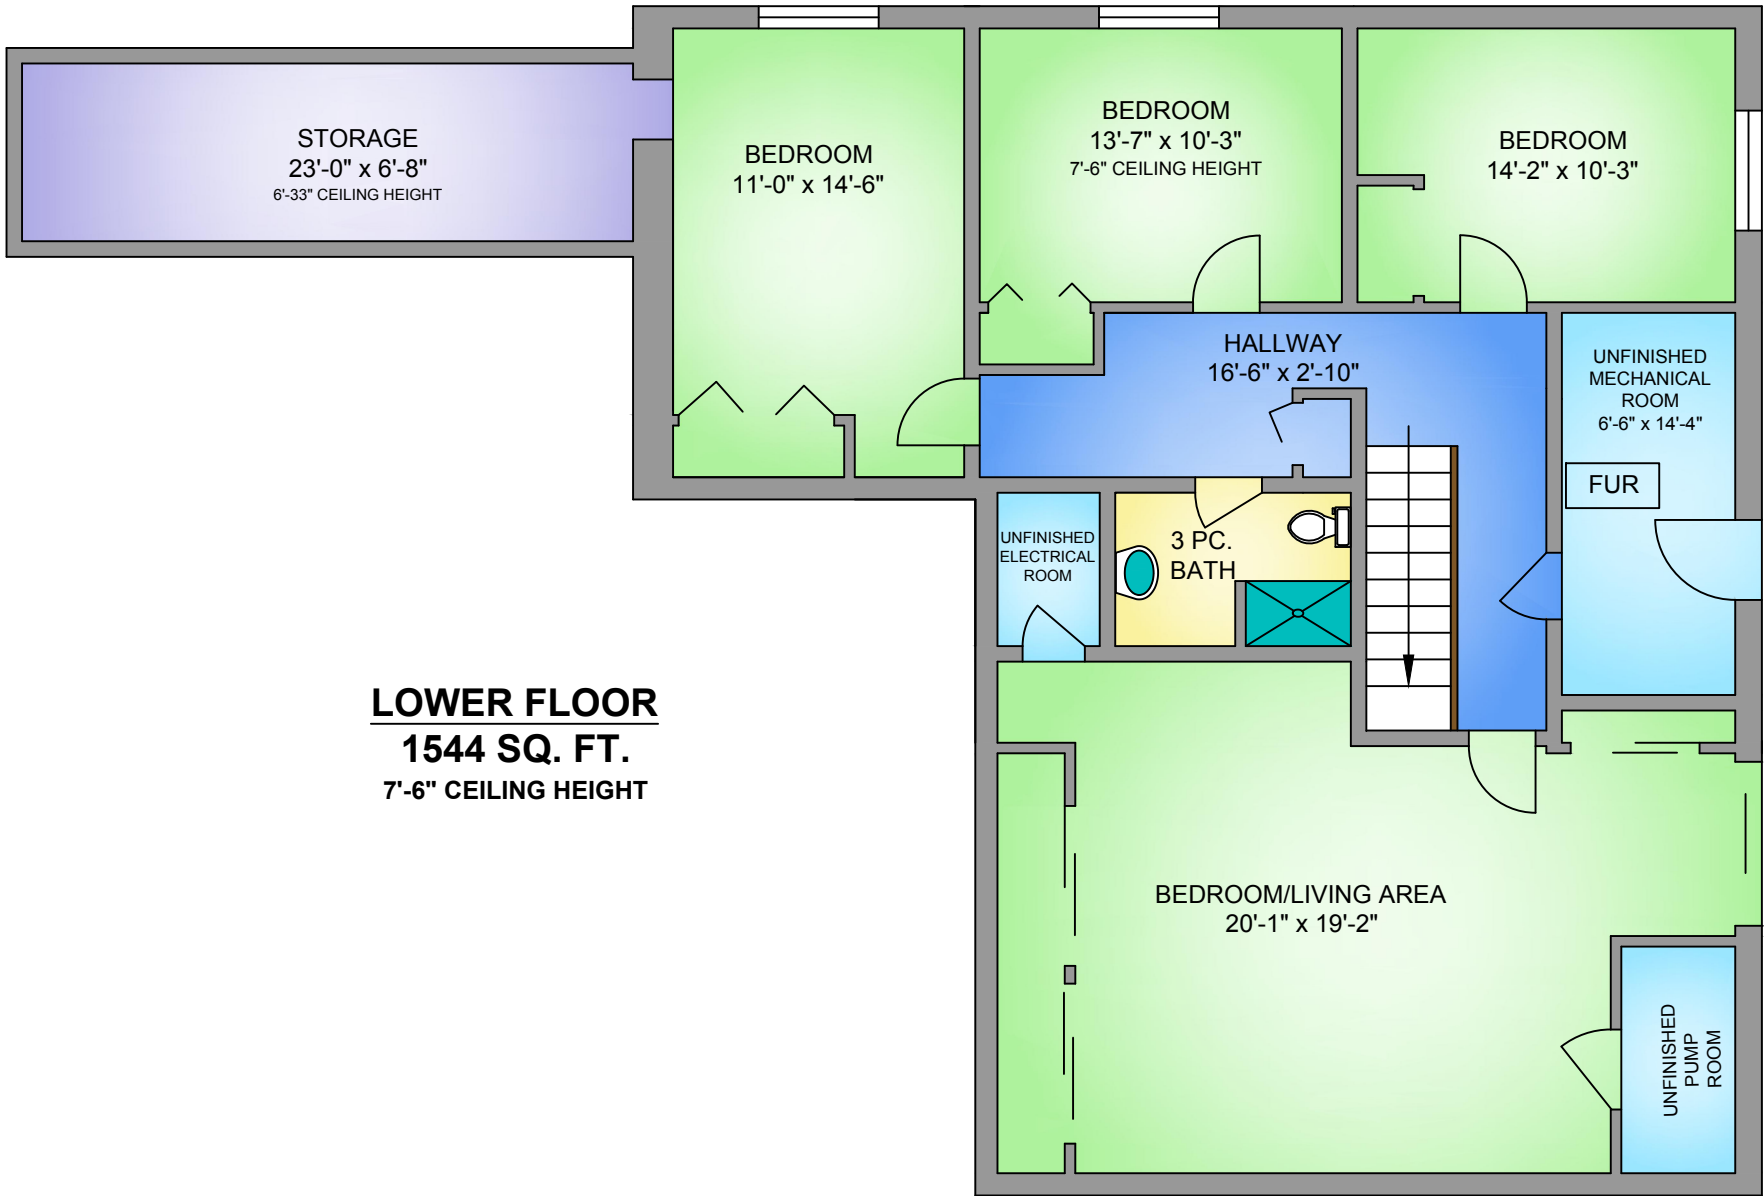 STORAGE
23'-0" x 6'-8"
6'-33" CEILING HEIGHT
BEDROOM
11'-0" x 14'-6"
BEDROOM
13'-7" x 10'-3"
7'-6" CEILING HEIGHT
BEDROOM
14'-2" x 10'-3"
HALLWAY
16'-6" x 2'-10"
UNFINISHED
MECHANICAL
ROOM
6'-6" x 14'-4"
FUR
UNFINISHED
ELECTRICAL
ROOM
3 PC.
BATH
LOWER FLOOR
1544 SQ. FT.
7'-6" CEILING HEIGHT
BEDROOM/LIVING AREA
20'-1" x 19'-2"
UNFINISHED
PUMP
ROOM